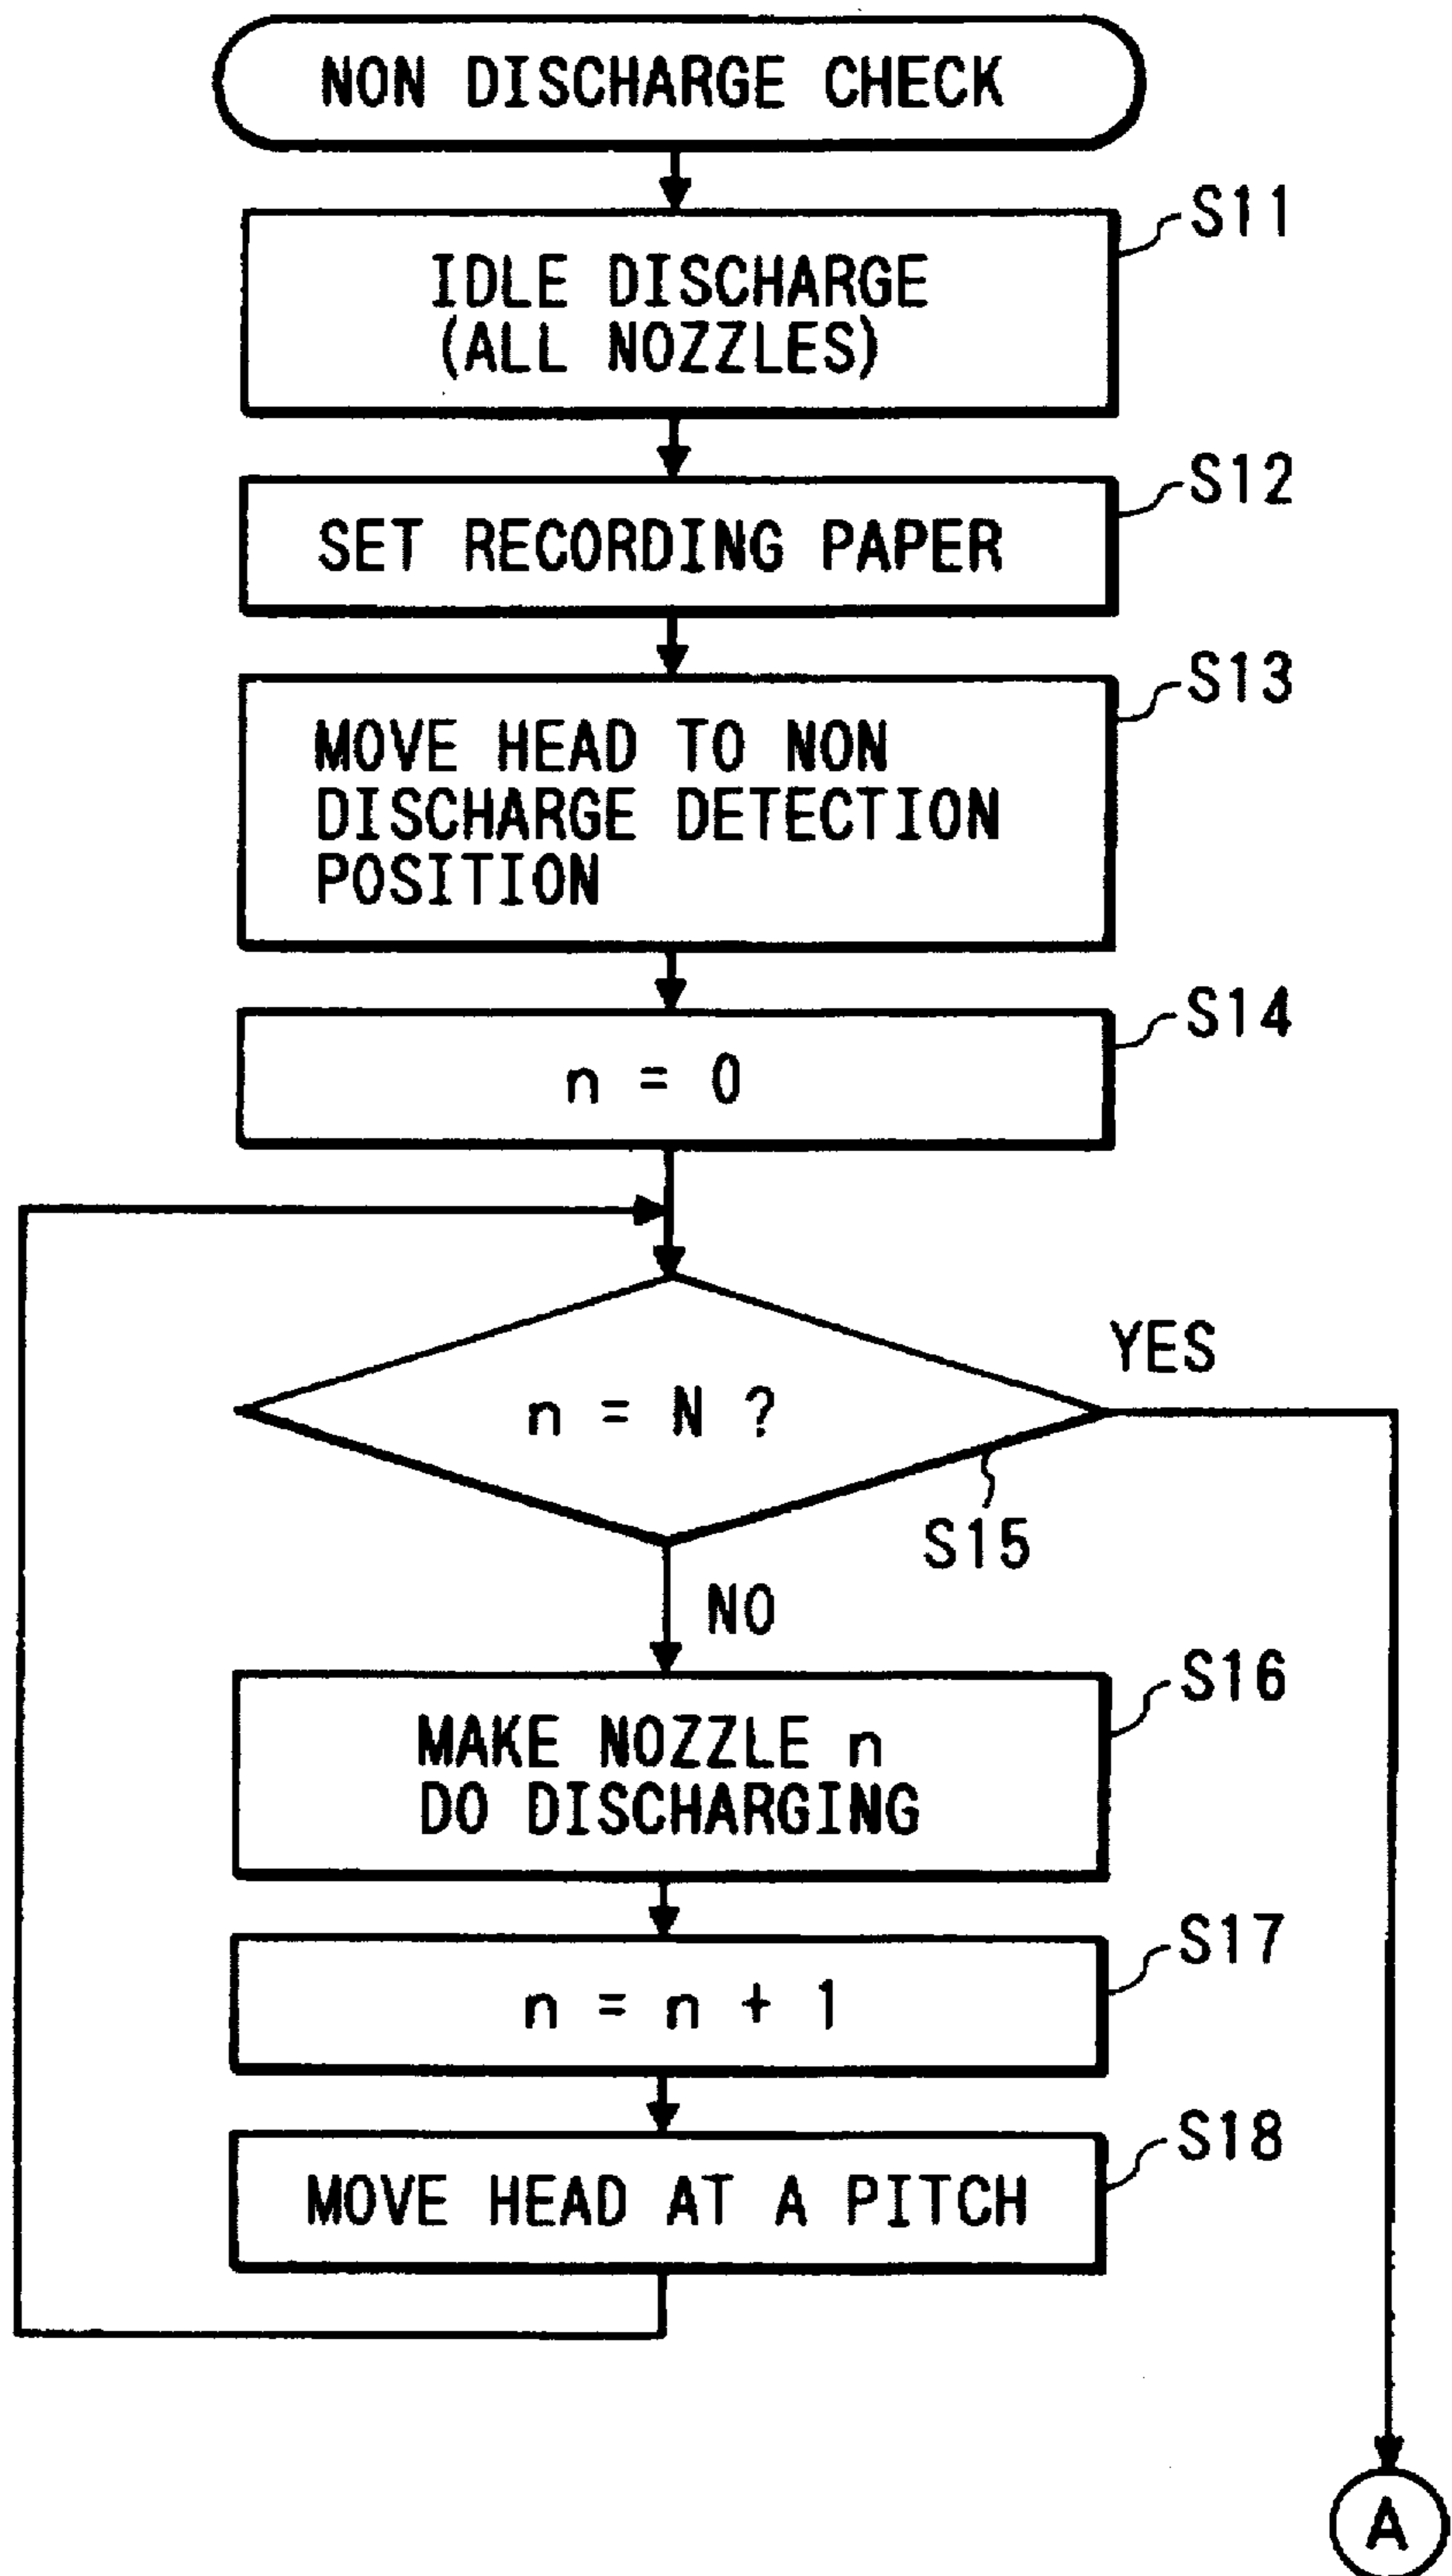 NON DISCHARGE CHECK
S11
IDLE DISCHARGE
(ALL NOZZLES)
S12
SET RECORDING PAPER
S13
MOVE HEAD TO NON
DISCHARGE DETECTION
POSITION
S14
n = 0
YES
n = N ?
S15
NO
S16
MAKE NOZZLE n
DO DISCHARGING
S17
n = n + 1
S18
MOVE HEAD AT A PITCH
A